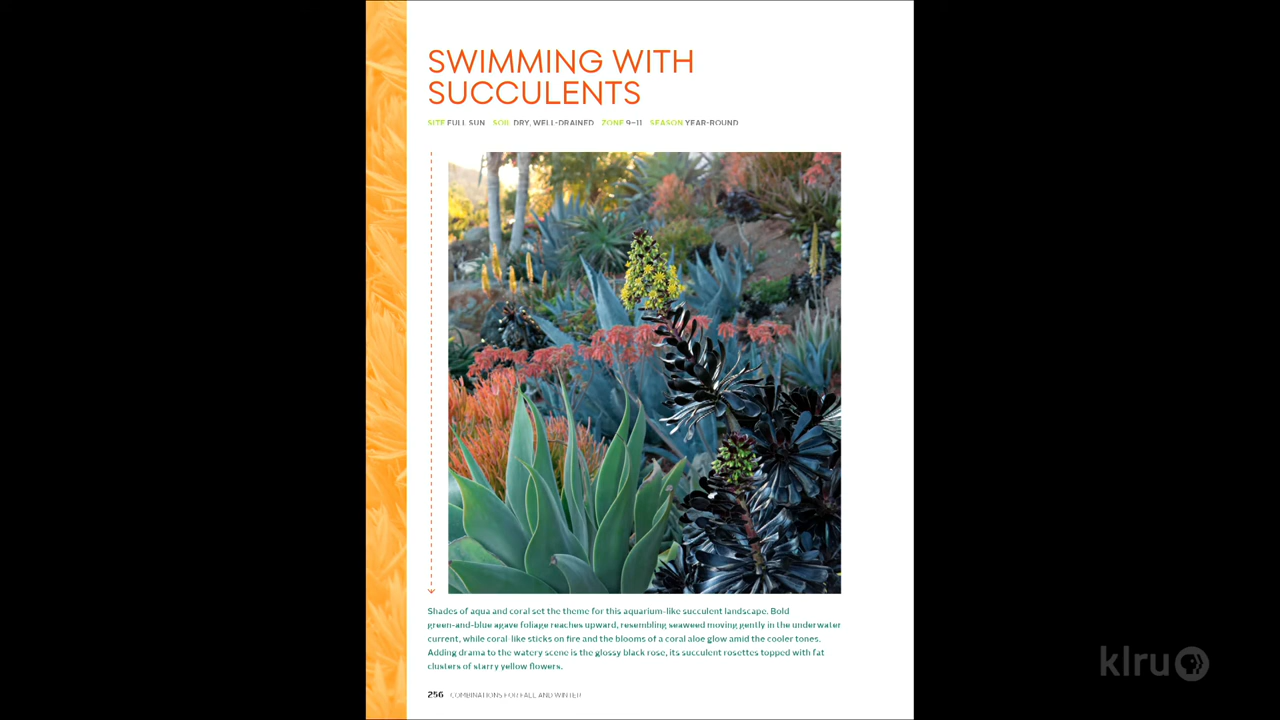 SWIMMING WITH
SUCCULENTS
SITE FULL SUN SOIL DRY, WELL-DRAINED ZONE 9–11 SEASON YEAR-ROUND
Shades of aqua and coral set the theme for this aquarium-like succulent landscape. Bold
green-and-blue agave foliage reaches upward, resembling seaweed moving gently in the underwater
current, while coral-like sticks on fire and the blooms of a coral aloe glow amid the cooler tones.
Adding drama to the watery scene is the glossy black rose, its succulent rosettes topped with fat
clusters of starry yellow flowers.
256 COMBINATIONS FOR FALL AND WINTER
klru